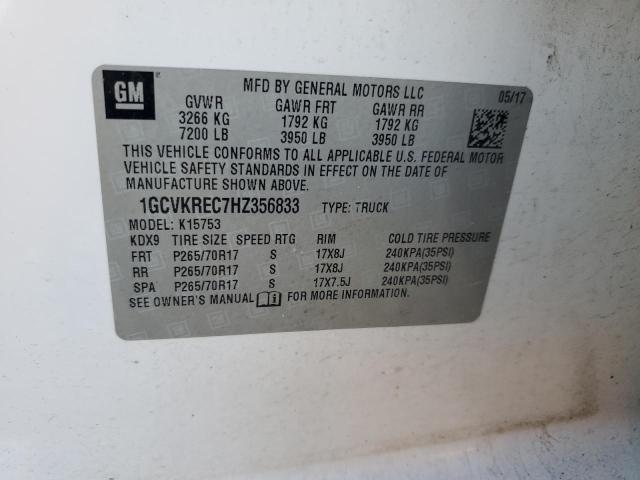 GM
MFD BY GENERAL MOTORS LLC
05/17
GVWR GAWR FRT GAWR RR
3266 KG 1792 KG 1792 KG
7200 LB 3950 LB 3950 LB
THIS VEHICLE CONFORMS TO ALL APPLICABLE U.S. FEDERAL MOTOR
VEHICLE SAFETY STANDARDS IN EFFECT ON THE DATE OF
MANUFACTURE SHOWN ABOVE.
1GCVKREC7HZ356833 TYPE: TRUCK
MODEL: K15753
KDX9 TIRE SIZE SPEED RTG RIM COLD TIRE PRESSURE
FRT P265/70R17 S 17X8J 240KPA(35PSI)
RR P265/70R17 S 17X8J 240KPA(35PSI)
SPA P265/70R17 S 17X7.5J 240KPA(35PSI)
SEE OWNER'S MANUAL FOR MORE INFORMATION.